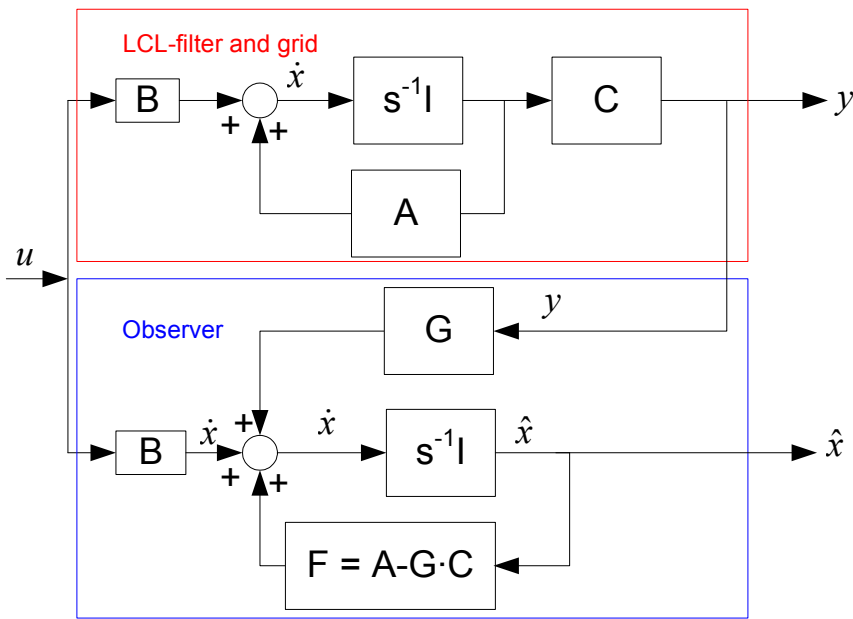 LCL-filter and grid
ẋ
B
s⁻¹I
C
y
+
+
A
u
Observer
G
y
+
ẋ
ẋ
x̂
x̂
B
s⁻¹I
+
+
F = A-G·C